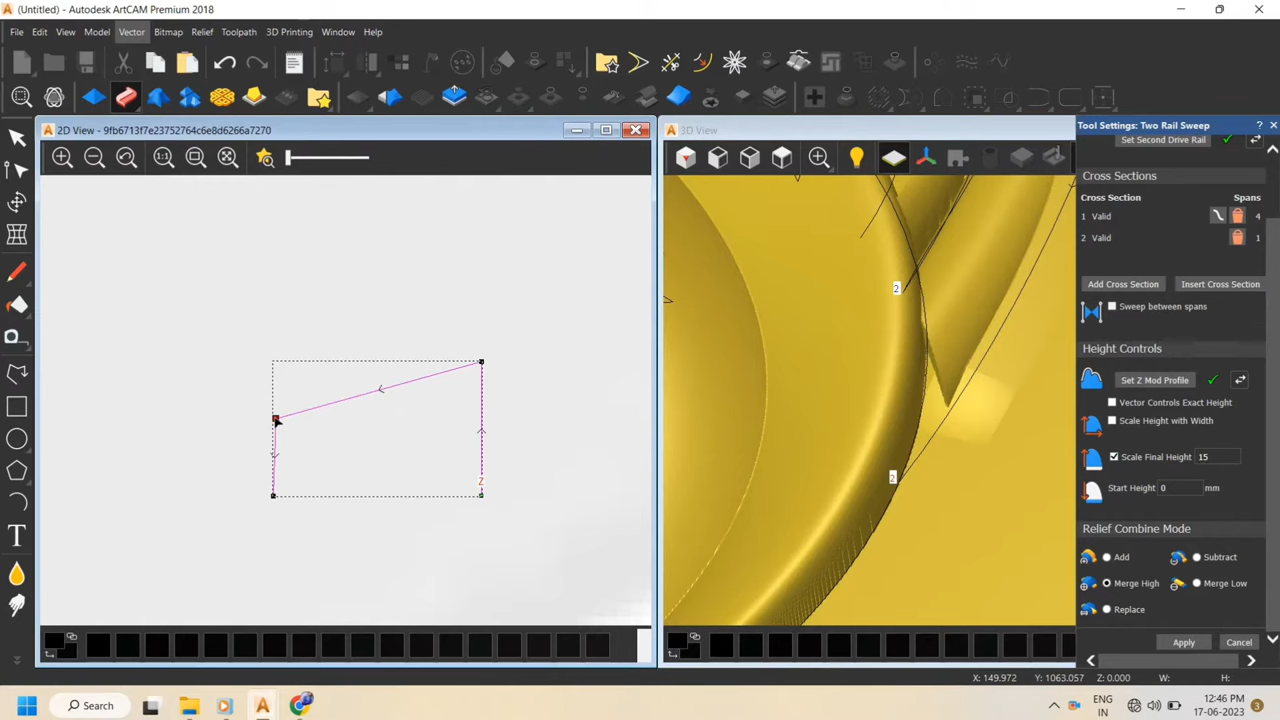 (Untitled) - Autodesk ArtCAM Premium 2018
File Edit View Model Vector Bitmap Relief Toolpath 3D Printing Window Help
2D View - 9fb6713f7e23752764c6e8d6266a7270
3D View
Tool Settings: Two Rail Sweep ? ×
1:1
Set Second Drive Rail
Cross Sections
Cross Section Spans
1 Valid 4
2 Valid 1
Add Cross Section Insert Cross Section
Sweep between spans
Height Controls
Set Z Mod Profile
Vector Controls Exact Height
Scale Height with Width
Scale Final Height 15
Start Height 0 mm
Relief Combine Mode
Add Subtract
Merge High Merge Low
Replace
Apply Cancel
Z
2
2
X: 149.972 Y: 1063.057 Z: 0.000 W: H:
Search
ENG
IN
12:46 PM
17-06-2023
3